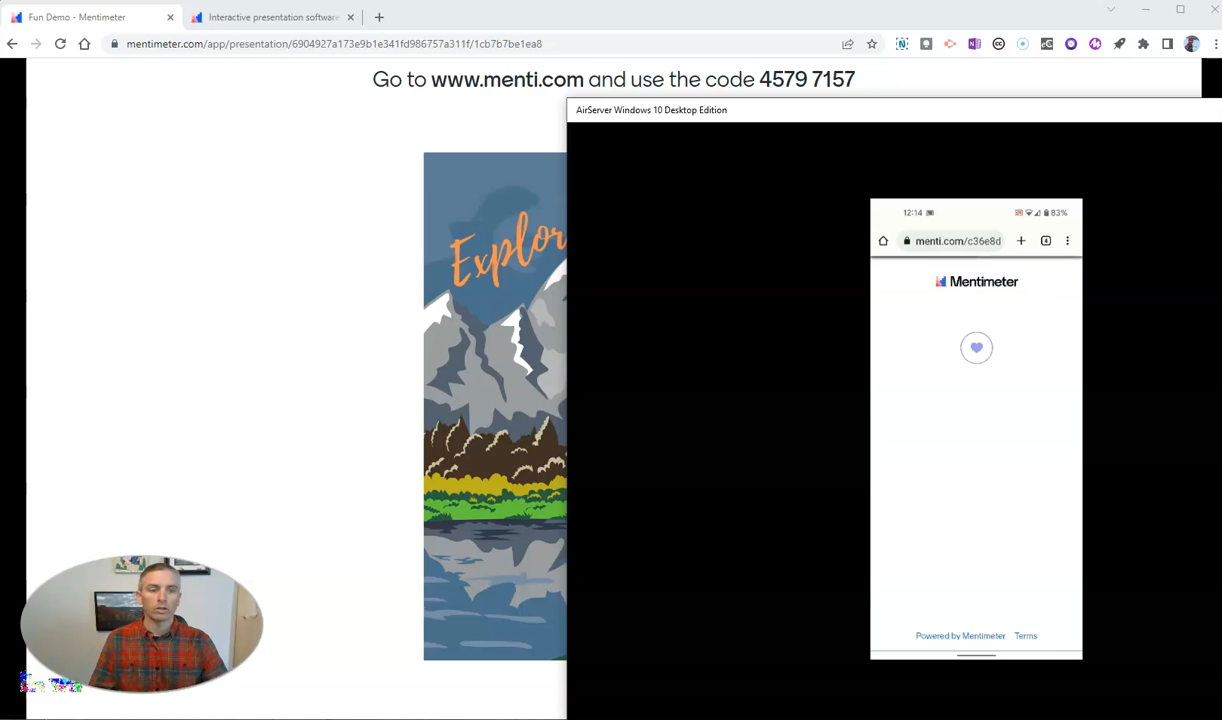 Fun Demo - Mentimeter
Interactive presentation software
mentimeter.com/app/presentation/6904927a173e9b1e341fd986757a311f/1cb7b7be1ea8
Go to www.menti.com and use the code 4579 7157
AirServer Windows 10 Desktop Edition
Explor
12:14
83%
menti.com/c36e8d
4
Mentimeter
Powered by Mentimeter
Terms